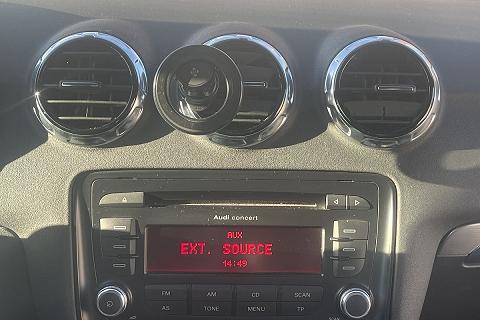 Audi concert
AUX
EXT. SOURCE
14:49
FM AM CD SCAN
AS TONE MENU TP